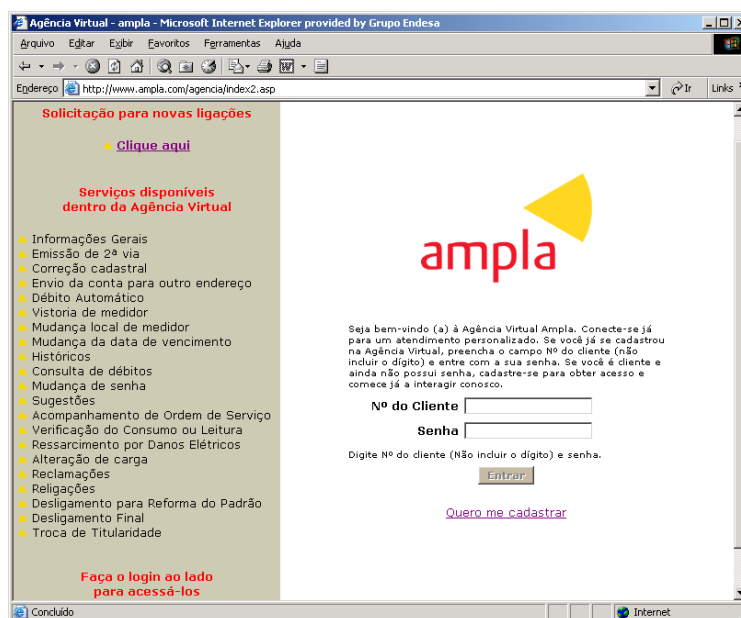 Agência Virtual - ampla - Microsoft Internet Explorer provided by Grupo Endesa
Arquivo Editar Exibir Favoritos Ferramentas Ajuda
Endereço http://www.ampla.com/agencia/index2.asp Ir Links
Solicitação para novas ligações
Clique aqui
Serviços disponíveis
dentro da Agência Virtual
Informações Gerais
Emissão de 2ª via
Correção cadastral
Envio da conta para outro endereço
Débito Automático
Vistoria de medidor
Mudança local de medidor
Mudança da data de vencimento
Históricos
Consulta de débitos
Mudança de senha
Sugestões
Acompanhamento de Ordem de Serviço
Verificação do Consumo ou Leitura
Ressarcimento por Danos Elétricos
Alteração de carga
Reclamações
Religações
Desligamento para Reforma do Padrão
Desligamento Final
Troca de Titularidade
Faça o login ao lado
para acessá-los
ampla
Seja bem-vindo (a) à Agência Virtual Ampla. Conecte-se já
para um atendimento personalizado. Se você já se cadastrou
na Agência Virtual, preencha o campo Nº do cliente (não
incluir o dígito) e entre com a sua senha. Se você é cliente e
ainda não possui senha, cadastre-se para obter acesso e
comece já a interagir conosco.
Nº do Cliente
Senha
Digite Nº do cliente (Não incluir o dígito) e senha.
Entrar
Quero me cadastrar
Concluído Internet